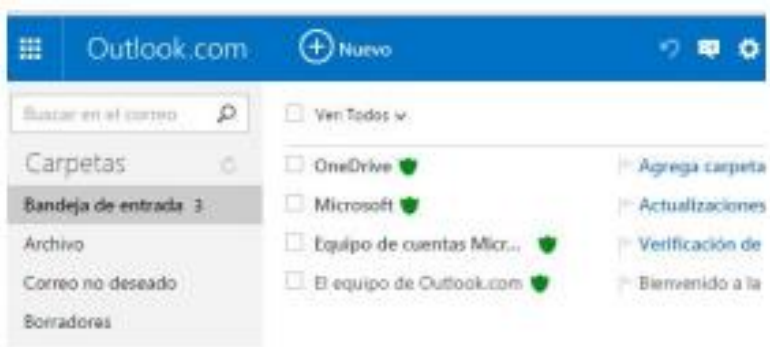 Outlook.com Nuevo
Buscar en el correo
Ver: Todos
Carpetas
OneDrive Agrega carpeta
Bandeja de entrada 3
Microsoft Actualizaciones
Archivo
Equipo de cuentas Micr... Verificación de
Correo no deseado
El equipo de Outlook.com Bienvenido a la
Borradores